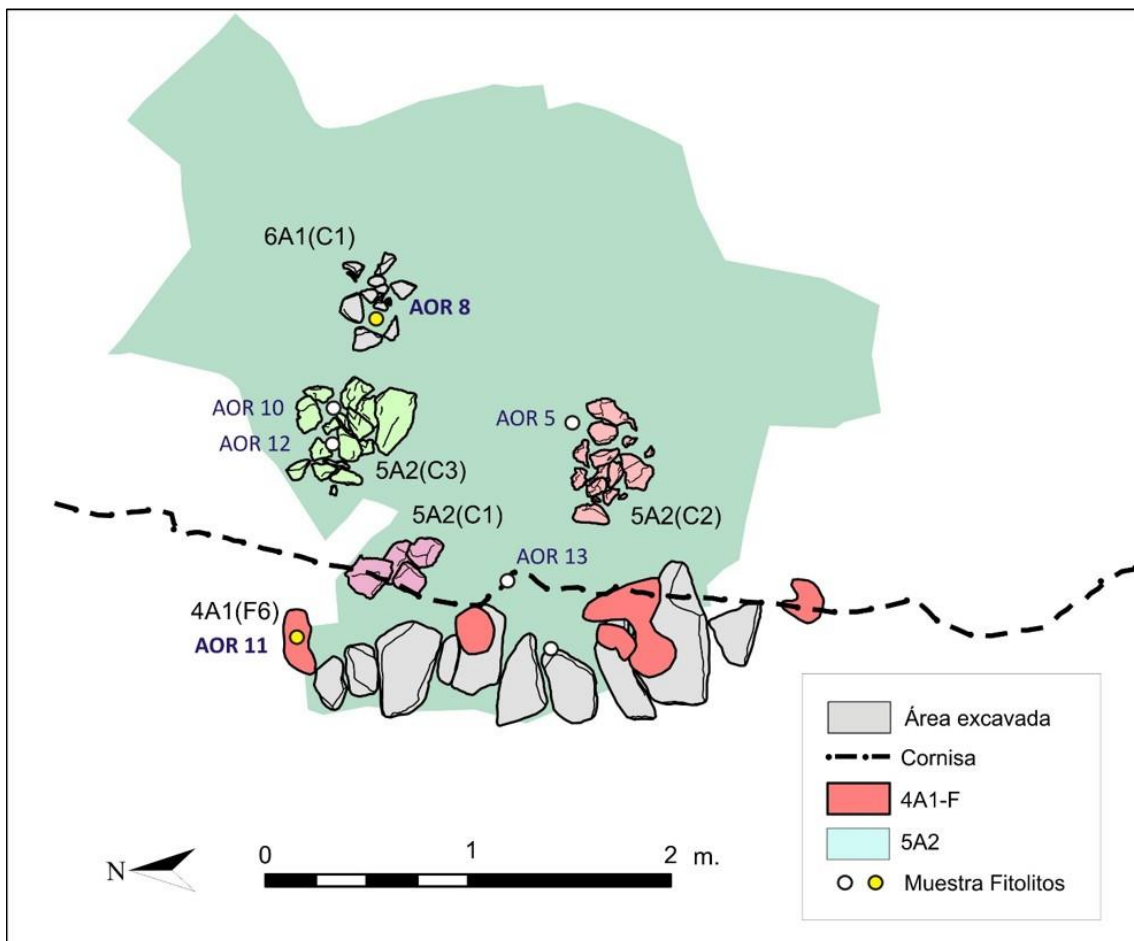 6A1(C1)
AOR 8
AOR 10
AOR 5
AOR 12
5A2(C3)
5A2(C1)
5A2(C2)
AOR 13
4A1(F6)
AOR 11
Área excavada
Cornisa
4A1-F
5A2
Muestra Fitolitos
N
0 1 2 m.